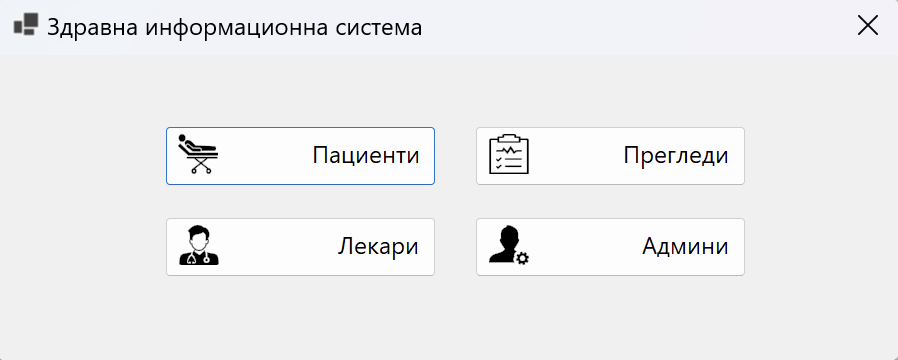 Здравна информационна система
Пациенти
Прегледи
Лекари
Админи